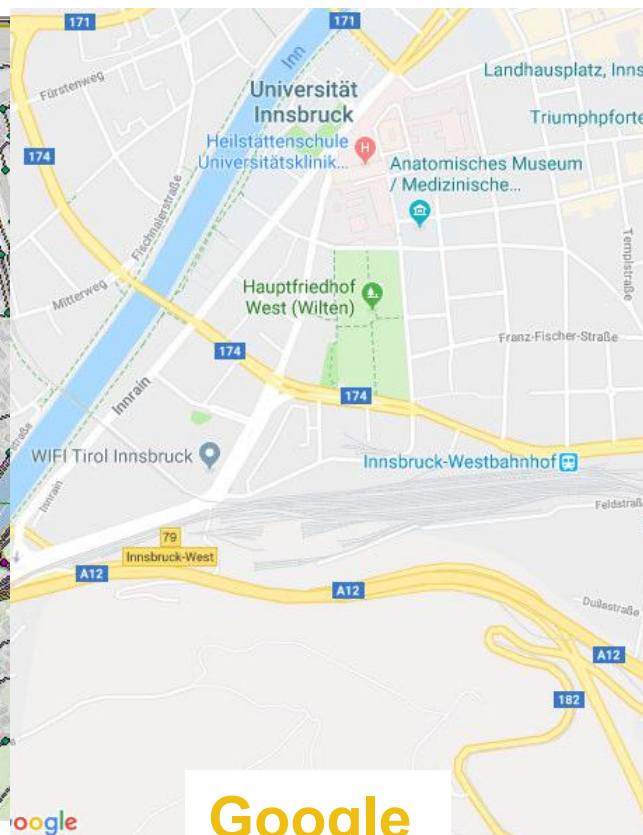 171
171
Inn
Fürstenweg
Landhausplatz, Inns
Universität
Innsbruck
Triumphpforte
Heilstättenschule
Universitätsklinik...
174
Anatomisches Museum
/ Medizinische...
Fischnalerstraße
Templstraße
Mitterweg
Hauptfriedhof
West (Wilten)
Franz-Fischer-Straße
174
Innrain
174
WIFI Tirol Innsbruck
Innsbruck-Westbahnhof
Innrain
Feldstraß
79
Innsbruck-West
A12
A12
Duilestraße
A12
182
oogle
Google